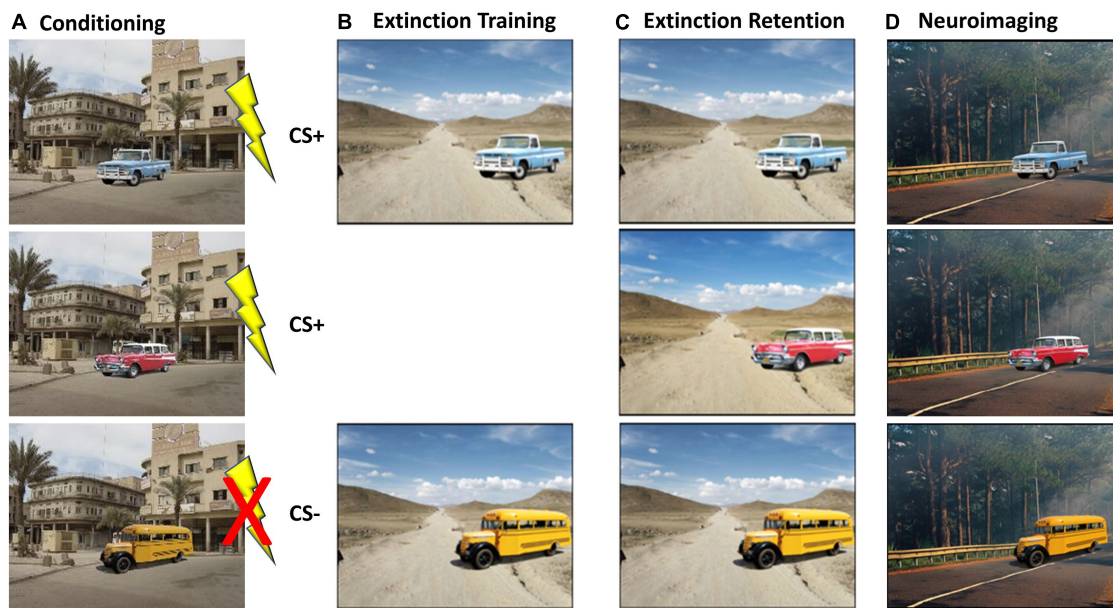 A Conditioning
B Extinction Training
C Extinction Retention
D Neuroimaging
CS+
CS+
CS-